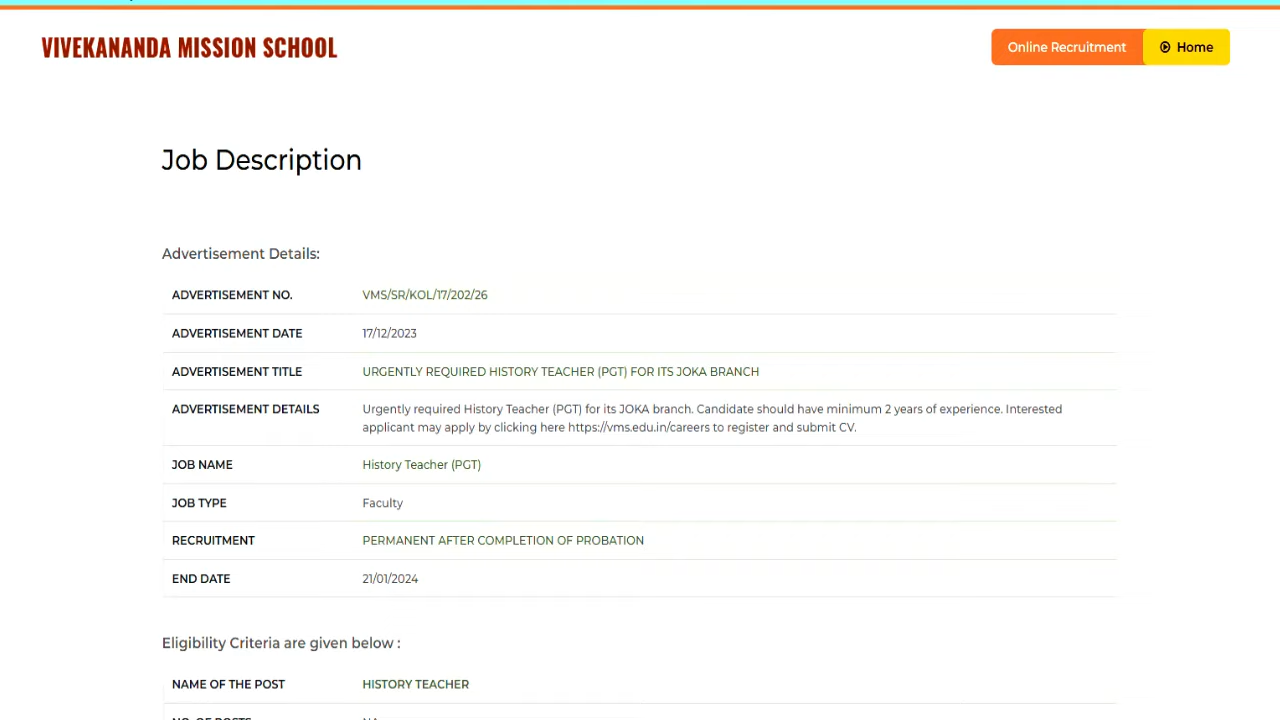 VIVEKANANDA MISSION SCHOOL
Online Recruitment
Home
Job Description
Advertisement Details:
ADVERTISEMENT NO. VMS/SR/KOL/17/202/26
ADVERTISEMENT DATE 17/12/2023
ADVERTISEMENT TITLE URGENTLY REQUIRED HISTORY TEACHER (PGT) FOR ITS JOKA BRANCH
ADVERTISEMENT DETAILS Urgently required History Teacher (PGT) for its JOKA branch. Candidate should have minimum 2 years of experience. Interested
applicant may apply by clicking here https://vms.edu.in/careers to register and submit CV.
JOB NAME History Teacher (PGT)
JOB TYPE Faculty
RECRUITMENT PERMANENT AFTER COMPLETION OF PROBATION
END DATE 21/01/2024
Eligibility Criteria are given below :
NAME OF THE POST HISTORY TEACHER
NO. OF POSTS NA